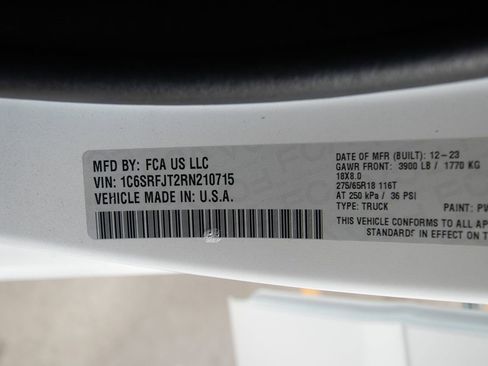 MFD BY: FCA US LLC
VIN: 1C6SRFJT2RN210715
VEHICLE MADE IN: U.S.A.
DATE OF MFR (BUILT): 12-23
GAWR FRONT: 3900 LB / 1770 KG
18X8.0
275/65R18 116T
AT 250 kPa / 36 PSI
TYPE: TRUCK PAINT: PW
THIS VEHICLE CONFORMS TO ALL AP
STANDARDS IN EFFECT ON T